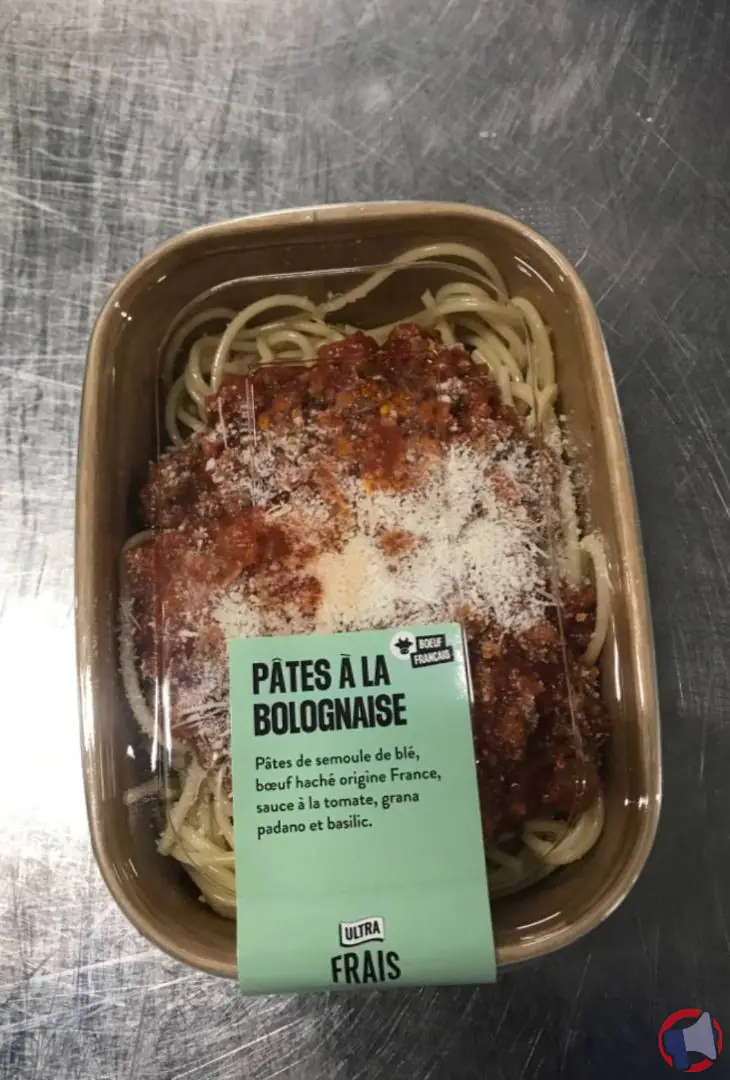 BOEUF
FRANÇAIS
PÂTES À LA
BOLOGNAISE
Pâtes de semoule de blé,
bœuf haché origine France,
sauce à la tomate, grana
padano et basilic.
ULTRA
FRAIS